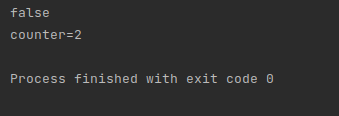 false
counter=2
Process finished with exit code 0